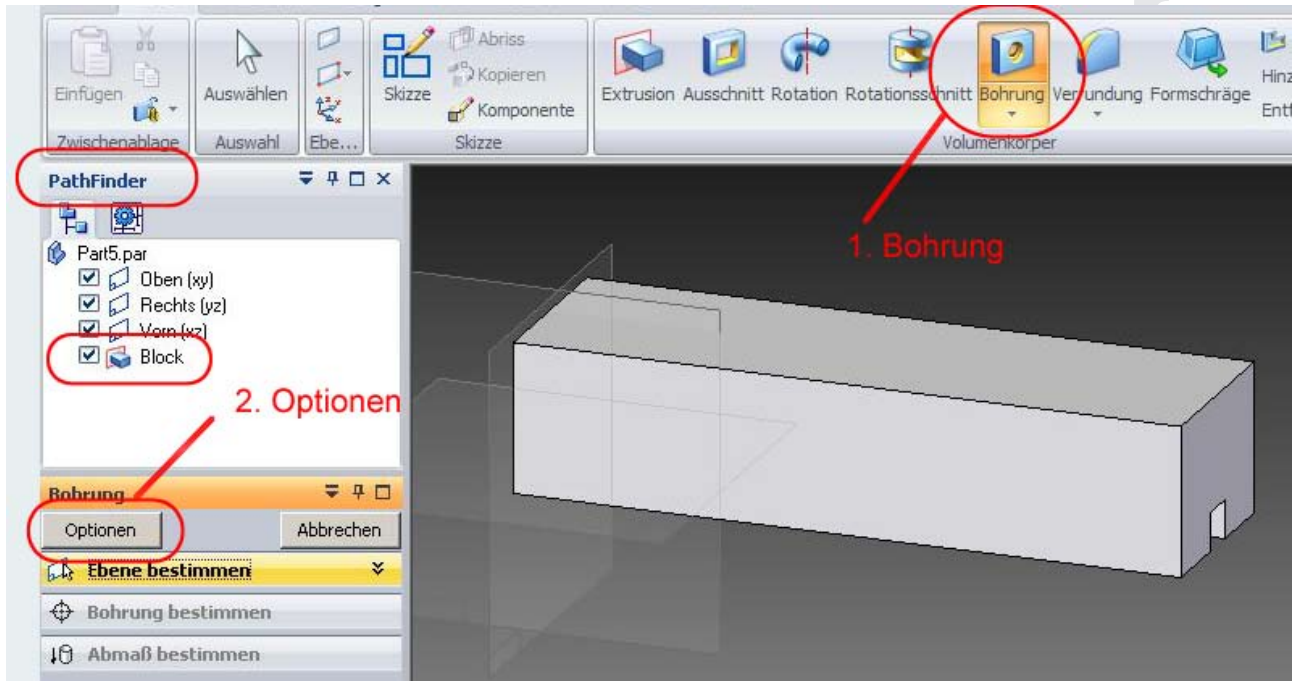 Einfügen
Zwischenablage
Auswählen
Auswahl
Ebe...
Skizze
Abriss
Kopieren
Komponente
Skizze
Extrusion Ausschnitt Rotation Rotationsschnitt Bohrung Verrundung Formschräge
Volumenkörper
1. Bohrung
PathFinder
Part5.par
Oben (xy)
Rechts (yz)
Vorn (xz)
Block
2. Optionen
Bohrung
Optionen Abbrechen
Ebene bestimmen
Bohrung bestimmen
Abmaß bestimmen